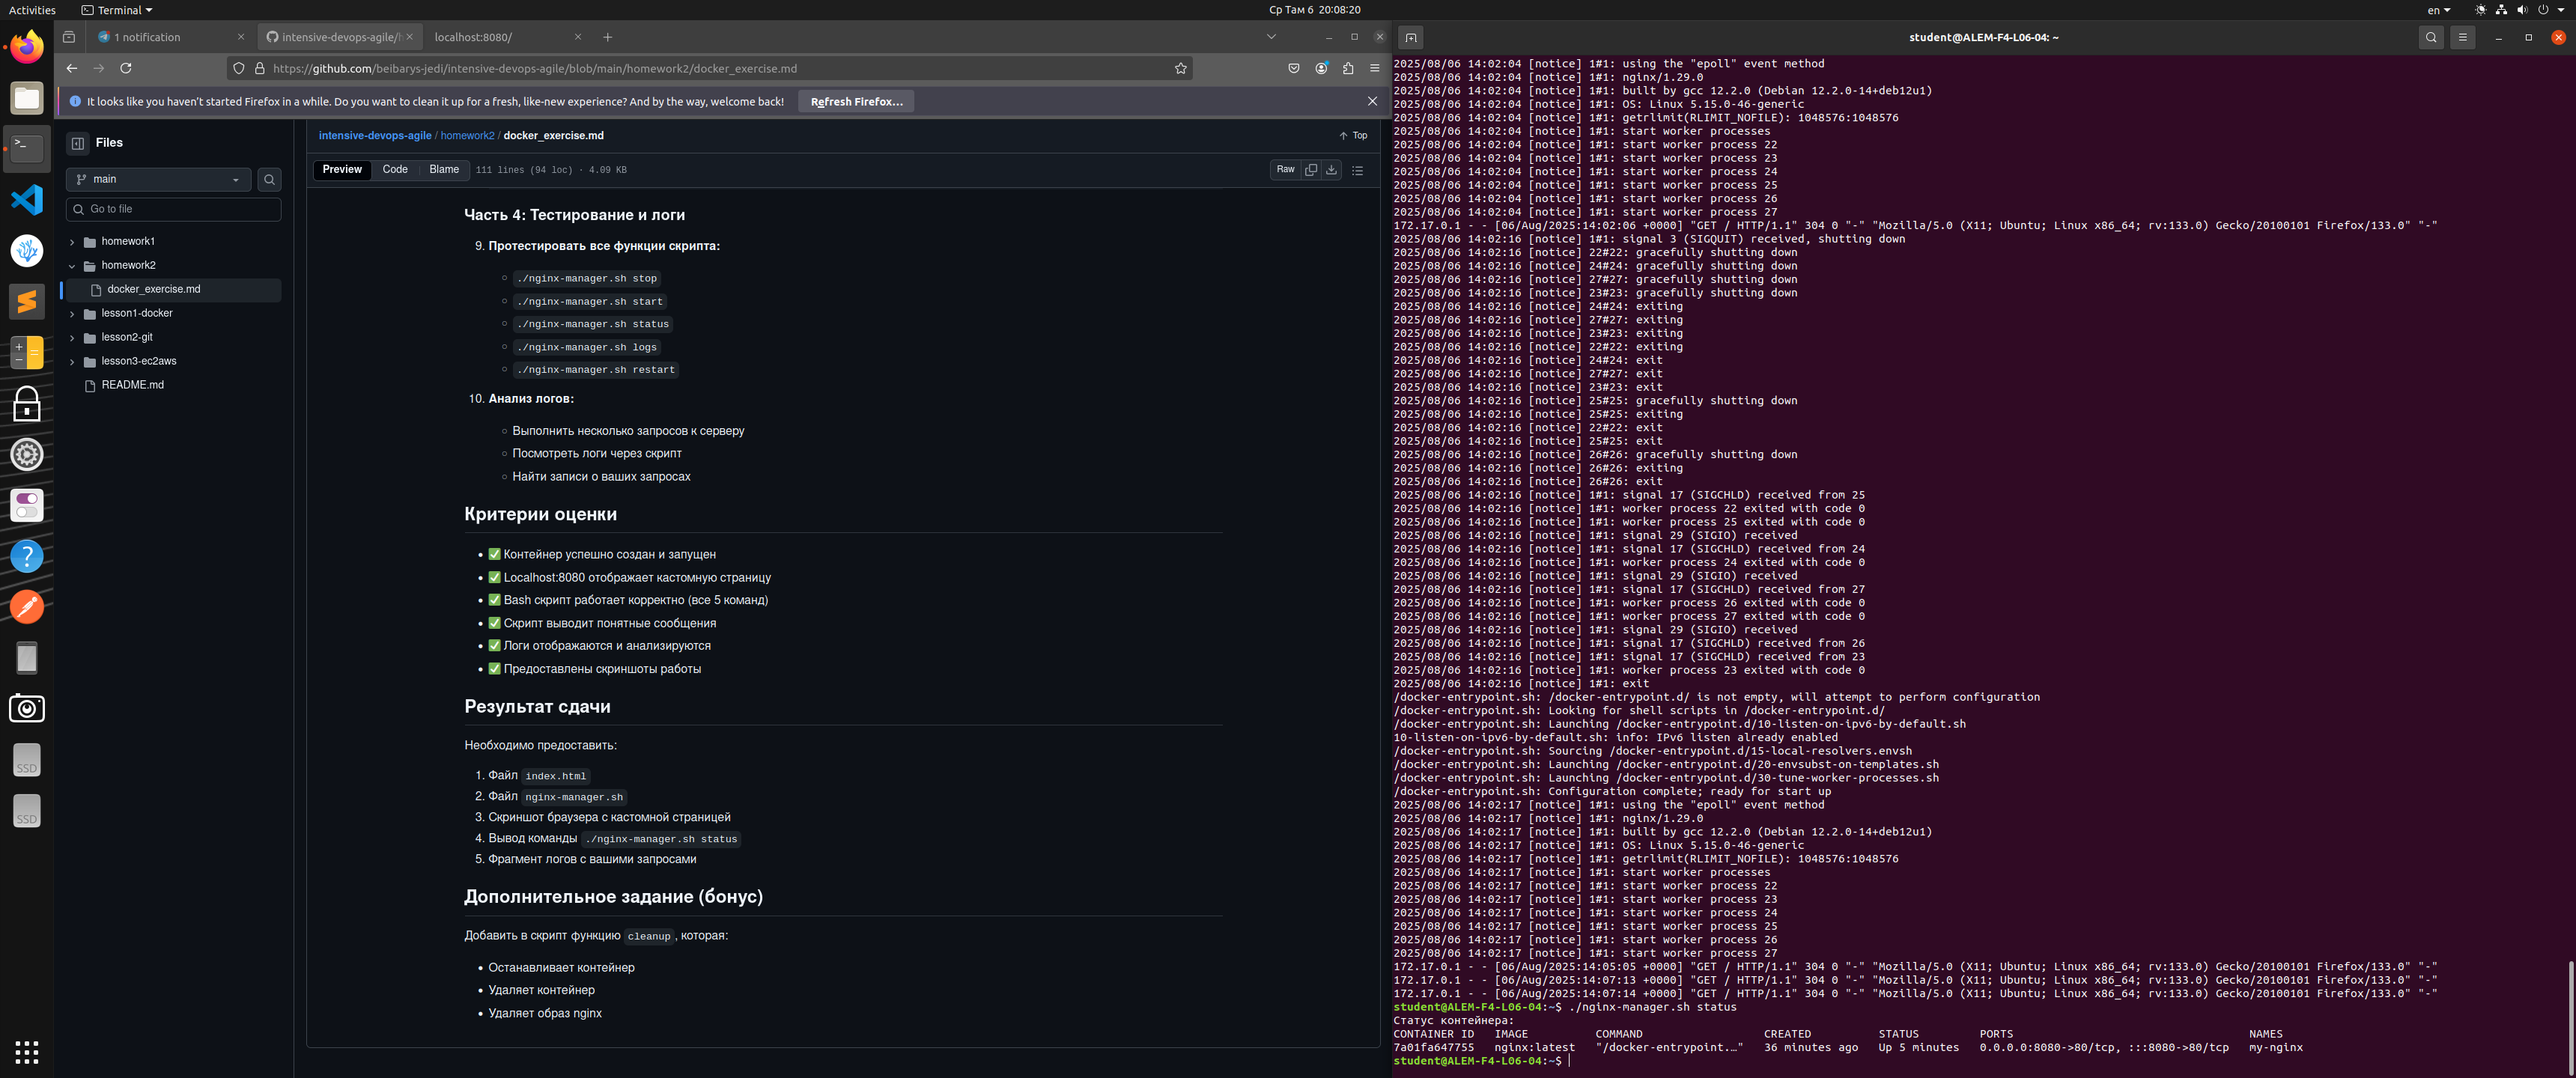 Activities
Terminal
Ср Там 6 20:08:20
en
1 notification
intensive-devops-agile/h
localhost:8080/
https://github.com/beibarys-jedi/intensive-devops-agile/blob/main/homework2/docker_exercise.md
It looks like you haven't started Firefox in a while. Do you want to clean it up for a fresh, like-new experience? And by the way, welcome back!
Refresh Firefox...
Files
main
Go to file
homework1
homework2
docker_exercise.md
lesson1-docker
lesson2-git
lesson3-ec2aws
README.md
intensive-devops-agile / homework2 / docker_exercise.md
Top
Preview Code Blame 111 lines (94 loc) · 4.09 KB
Raw
Часть 4: Тестирование и логи
9. Протестировать все функции скрипта:
./nginx-manager.sh stop
./nginx-manager.sh start
./nginx-manager.sh status
./nginx-manager.sh logs
./nginx-manager.sh restart
10. Анализ логов:
Выполнить несколько запросов к серверу
Посмотреть логи через скрипт
Найти записи о ваших запросах
Критерии оценки
• ✅ Контейнер успешно создан и запущен
• ✅ Localhost:8080 отображает кастомную страницу
• ✅ Bash скрипт работает корректно (все 5 команд)
• ✅ Скрипт выводит понятные сообщения
• ✅ Логи отображаются и анализируются
• ✅ Предоставлены скриншоты работы
Результат сдачи
Необходимо предоставить:
1. Файл index.html
2. Файл nginx-manager.sh
3. Скриншот браузера с кастомной страницей
4. Вывод команды ./nginx-manager.sh status
5. Фрагмент логов с вашими запросами
Дополнительное задание (бонус)
Добавить в скрипт функцию cleanup, которая:
• Останавливает контейнер
• Удаляет контейнер
• Удаляет образ nginx
SSD
SSD
student@ALEM-F4-L06-04: ~
2025/08/06 14:02:04 [notice] 1#1: using the "epoll" event method
2025/08/06 14:02:04 [notice] 1#1: nginx/1.29.0
2025/08/06 14:02:04 [notice] 1#1: built by gcc 12.2.0 (Debian 12.2.0-14+deb12u1)
2025/08/06 14:02:04 [notice] 1#1: OS: Linux 5.15.0-46-generic
2025/08/06 14:02:04 [notice] 1#1: getrlimit(RLIMIT_NOFILE): 1048576:1048576
2025/08/06 14:02:04 [notice] 1#1: start worker processes
2025/08/06 14:02:04 [notice] 1#1: start worker process 22
2025/08/06 14:02:04 [notice] 1#1: start worker process 23
2025/08/06 14:02:04 [notice] 1#1: start worker process 24
2025/08/06 14:02:04 [notice] 1#1: start worker process 25
2025/08/06 14:02:04 [notice] 1#1: start worker process 26
2025/08/06 14:02:04 [notice] 1#1: start worker process 27
172.17.0.1 - - [06/Aug/2025:14:02:06 +0000] "GET / HTTP/1.1" 304 0 "-" "Mozilla/5.0 (X11; Ubuntu; Linux x86_64; rv:133.0) Gecko/20100101 Firefox/133.0" "-"
2025/08/06 14:02:16 [notice] 1#1: signal 3 (SIGQUIT) received, shutting down
2025/08/06 14:02:16 [notice] 22#22: gracefully shutting down
2025/08/06 14:02:16 [notice] 24#24: gracefully shutting down
2025/08/06 14:02:16 [notice] 27#27: gracefully shutting down
2025/08/06 14:02:16 [notice] 23#23: gracefully shutting down
2025/08/06 14:02:16 [notice] 24#24: exiting
2025/08/06 14:02:16 [notice] 27#27: exiting
2025/08/06 14:02:16 [notice] 23#23: exiting
2025/08/06 14:02:16 [notice] 22#22: exiting
2025/08/06 14:02:16 [notice] 24#24: exit
2025/08/06 14:02:16 [notice] 27#27: exit
2025/08/06 14:02:16 [notice] 23#23: exit
2025/08/06 14:02:16 [notice] 25#25: gracefully shutting down
2025/08/06 14:02:16 [notice] 25#25: exiting
2025/08/06 14:02:16 [notice] 22#22: exit
2025/08/06 14:02:16 [notice] 25#25: exit
2025/08/06 14:02:16 [notice] 26#26: gracefully shutting down
2025/08/06 14:02:16 [notice] 26#26: exiting
2025/08/06 14:02:16 [notice] 26#26: exit
2025/08/06 14:02:16 [notice] 1#1: signal 17 (SIGCHLD) received from 25
2025/08/06 14:02:16 [notice] 1#1: worker process 22 exited with code 0
2025/08/06 14:02:16 [notice] 1#1: worker process 25 exited with code 0
2025/08/06 14:02:16 [notice] 1#1: signal 29 (SIGIO) received
2025/08/06 14:02:16 [notice] 1#1: signal 17 (SIGCHLD) received from 24
2025/08/06 14:02:16 [notice] 1#1: worker process 24 exited with code 0
2025/08/06 14:02:16 [notice] 1#1: signal 29 (SIGIO) received
2025/08/06 14:02:16 [notice] 1#1: signal 17 (SIGCHLD) received from 27
2025/08/06 14:02:16 [notice] 1#1: worker process 26 exited with code 0
2025/08/06 14:02:16 [notice] 1#1: worker process 27 exited with code 0
2025/08/06 14:02:16 [notice] 1#1: signal 29 (SIGIO) received
2025/08/06 14:02:16 [notice] 1#1: signal 17 (SIGCHLD) received from 26
2025/08/06 14:02:16 [notice] 1#1: signal 17 (SIGCHLD) received from 23
2025/08/06 14:02:16 [notice] 1#1: worker process 23 exited with code 0
2025/08/06 14:02:16 [notice] 1#1: exit
/docker-entrypoint.sh: /docker-entrypoint.d/ is not empty, will attempt to perform configuration
/docker-entrypoint.sh: Looking for shell scripts in /docker-entrypoint.d/
/docker-entrypoint.sh: Launching /docker-entrypoint.d/10-listen-on-ipv6-by-default.sh
10-listen-on-ipv6-by-default.sh: info: IPv6 listen already enabled
/docker-entrypoint.sh: Sourcing /docker-entrypoint.d/15-local-resolvers.envsh
/docker-entrypoint.sh: Launching /docker-entrypoint.d/20-envsubst-on-templates.sh
/docker-entrypoint.sh: Launching /docker-entrypoint.d/30-tune-worker-processes.sh
/docker-entrypoint.sh: Configuration complete; ready for start up
2025/08/06 14:02:17 [notice] 1#1: using the "epoll" event method
2025/08/06 14:02:17 [notice] 1#1: nginx/1.29.0
2025/08/06 14:02:17 [notice] 1#1: built by gcc 12.2.0 (Debian 12.2.0-14+deb12u1)
2025/08/06 14:02:17 [notice] 1#1: OS: Linux 5.15.0-46-generic
2025/08/06 14:02:17 [notice] 1#1: getrlimit(RLIMIT_NOFILE): 1048576:1048576
2025/08/06 14:02:17 [notice] 1#1: start worker processes
2025/08/06 14:02:17 [notice] 1#1: start worker process 22
2025/08/06 14:02:17 [notice] 1#1: start worker process 23
2025/08/06 14:02:17 [notice] 1#1: start worker process 24
2025/08/06 14:02:17 [notice] 1#1: start worker process 25
2025/08/06 14:02:17 [notice] 1#1: start worker process 26
2025/08/06 14:02:17 [notice] 1#1: start worker process 27
172.17.0.1 - - [06/Aug/2025:14:05:05 +0000] "GET / HTTP/1.1" 304 0 "-" "Mozilla/5.0 (X11; Ubuntu; Linux x86_64; rv:133.0) Gecko/20100101 Firefox/133.0" "-"
172.17.0.1 - - [06/Aug/2025:14:07:13 +0000] "GET / HTTP/1.1" 304 0 "-" "Mozilla/5.0 (X11; Ubuntu; Linux x86_64; rv:133.0) Gecko/20100101 Firefox/133.0" "-"
172.17.0.1 - - [06/Aug/2025:14:07:14 +0000] "GET / HTTP/1.1" 304 0 "-" "Mozilla/5.0 (X11; Ubuntu; Linux x86_64; rv:133.0) Gecko/20100101 Firefox/133.0" "-"
student@ALEM-F4-L06-04:~$ ./nginx-manager.sh status
Статус контейнера:
CONTAINER ID IMAGE COMMAND CREATED STATUS PORTS NAMES
7a01fa647755 nginx:latest "/docker-entrypoint.…" 36 minutes ago Up 5 minutes 0.0.0.0:8080->80/tcp, :::8080->80/tcp my-nginx
student@ALEM-F4-L06-04:~$